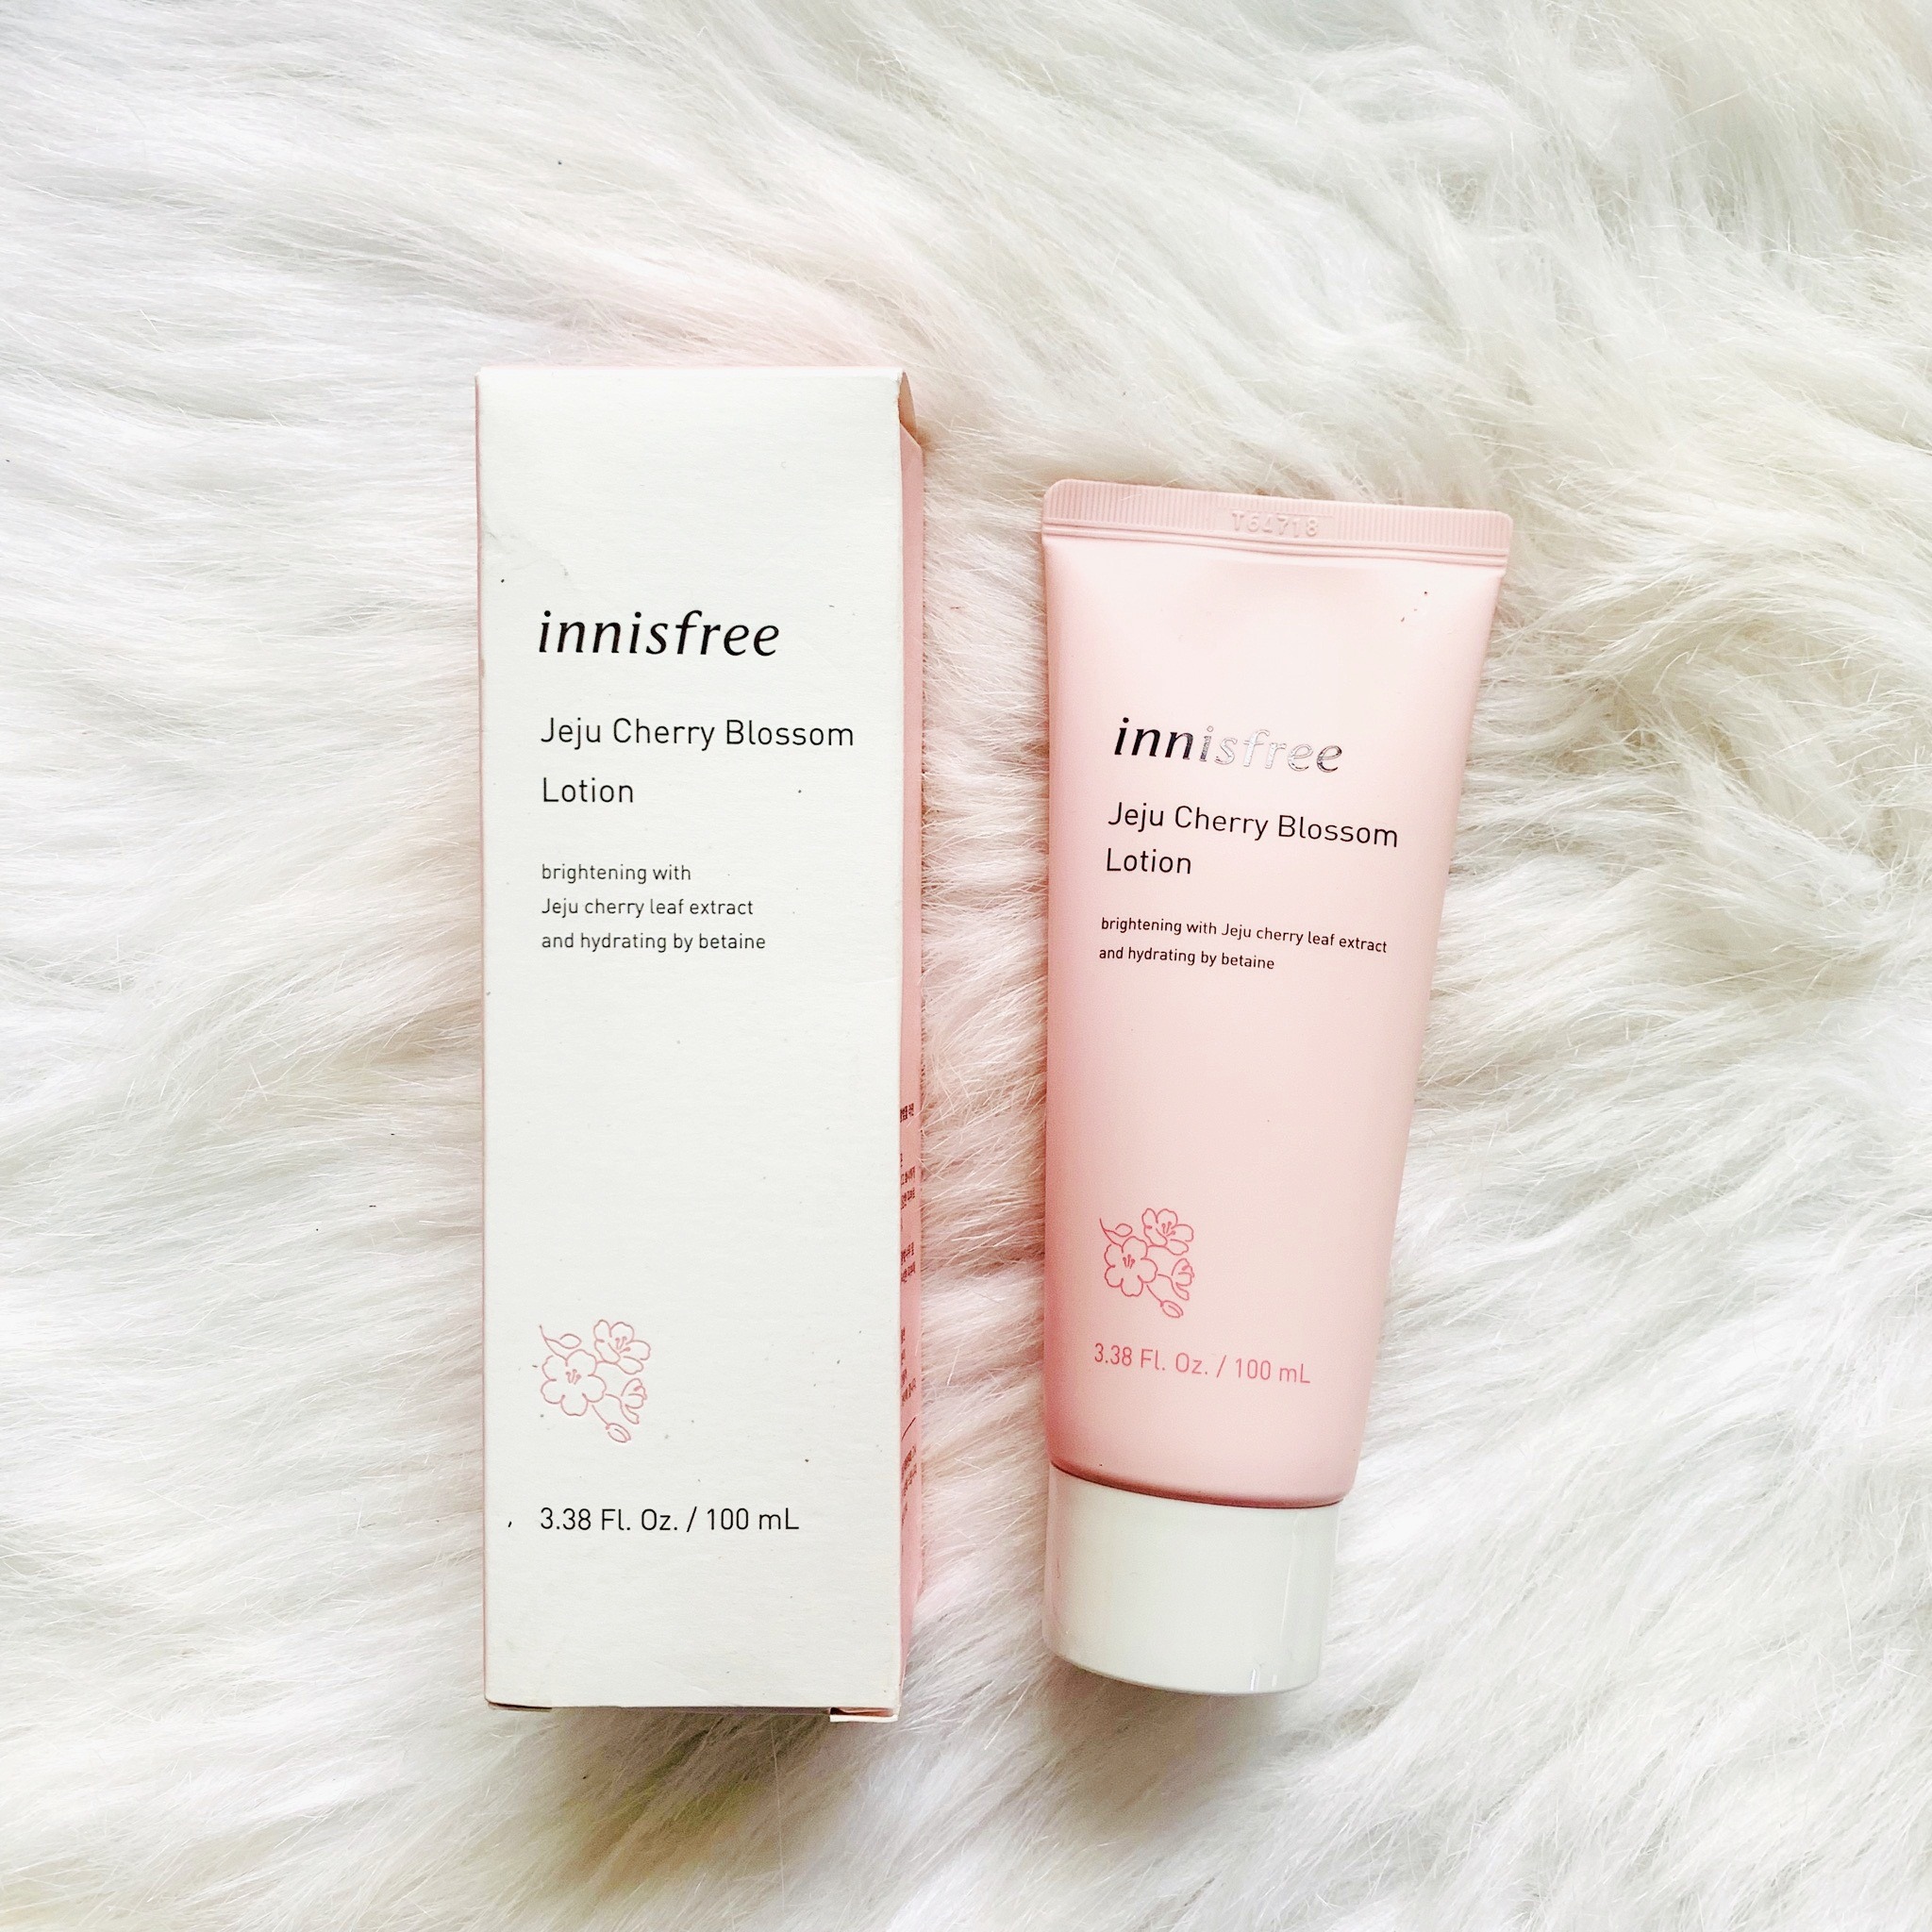 innisfree
Jeju Cherry Blossom
Lotion
brightening with
Jeju cherry leaf extract
and hydrating by betaine
3.38 Fl. Oz. / 100 mL
T64718
innisfree
Jeju Cherry Blossom
Lotion
brightening with Jeju cherry leaf extract
and hydrating by betaine
3.38 Fl. Oz. / 100 mL